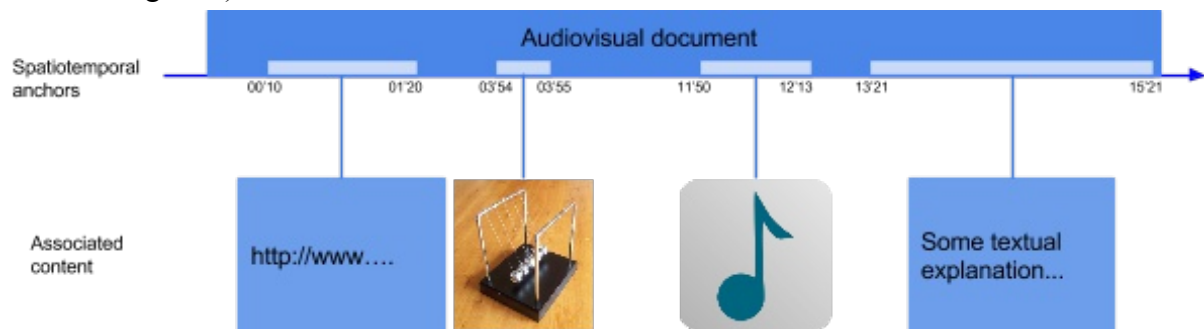 Audiovisual document
Spatiotemporal
anchors
00'10
01'20
03'54
03'55
11'50
12'13
13'21
15'21
Associated
content
http://www....
Some textual
explanation...